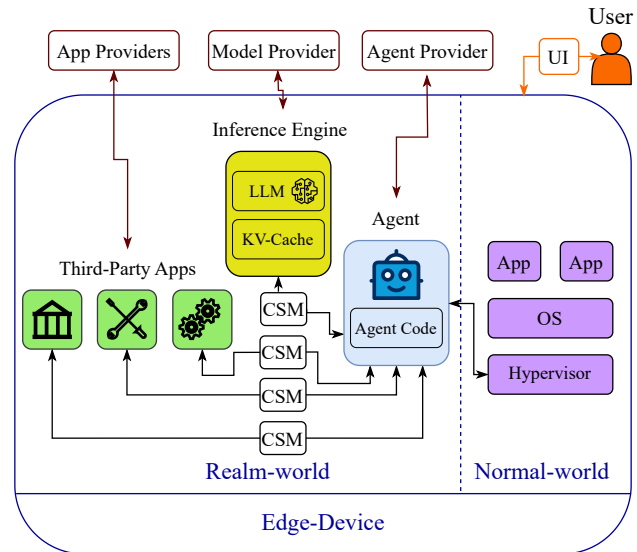 User
App Providers
Model Provider
Agent Provider
UI
Inference Engine
LLM
KV-Cache
Agent
Third-Party Apps
App
App
CSM
Agent Code
OS
CSM
Hypervisor
CSM
CSM
Realm-world
Normal-world
Edge-Device